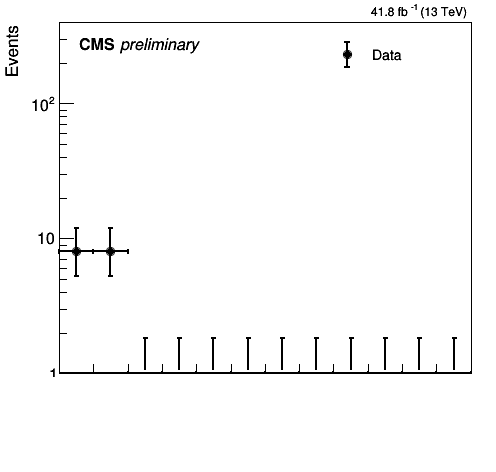 41.8 fb⁻¹ (13 TeV)
Events
CMS preliminary
Data
10²
10
1